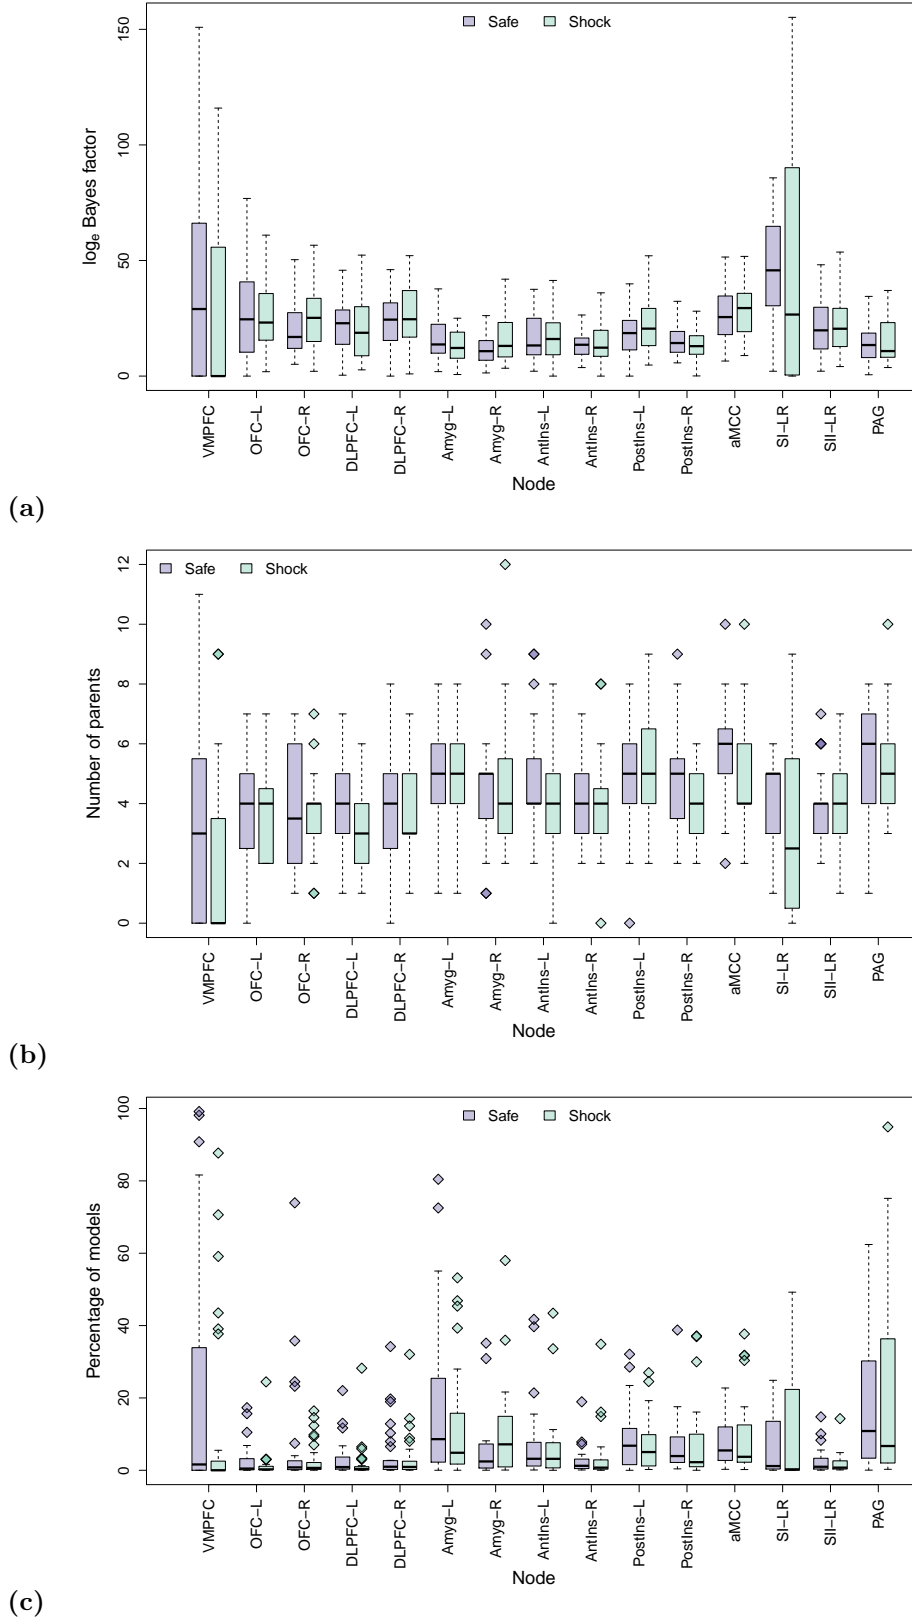 Safe Shock
150
100
50
0
log_e Bayes factor
VMPFC
OFC−L
OFC−R
DLPFC−L
DLPFC−R
Amyg−L
Amyg−R
AntIns−L
AntIns−R
PostIns−L
PostIns−R
aMCC
SI−LR
SII−LR
PAG
Node
(a)
Safe Shock
12
10
8
6
4
2
0
Number of parents
VMPFC
OFC−L
OFC−R
DLPFC−L
DLPFC−R
Amyg−L
Amyg−R
AntIns−L
AntIns−R
PostIns−L
PostIns−R
aMCC
SI−LR
SII−LR
PAG
Node
(b)
Safe Shock
100
80
60
40
20
0
Percentage of models
VMPFC
OFC−L
OFC−R
DLPFC−L
DLPFC−R
Amyg−L
Amyg−R
AntIns−L
AntIns−R
PostIns−L
PostIns−R
aMCC
SI−LR
SII−LR
PAG
Node
(c)